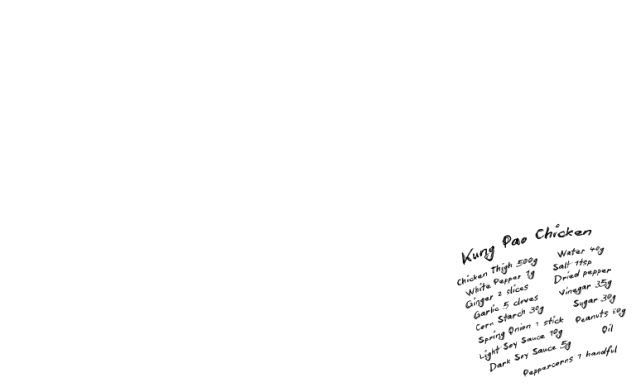 Kung Pao Chicken
Chicken Thigh 500g
White Pepper 1g
Ginger 2 slices
Garlic 5 cloves
Corn Starch 30g
Spring Onion 1 stick
Light Soy Sauce 10g
Dark Soy Sauce 5g
Peppercorns 1 handful
Water 40g
Salt 1tsp
Dried pepper
Vinegar 35g
Sugar 30g
Peanuts 60g
Oil